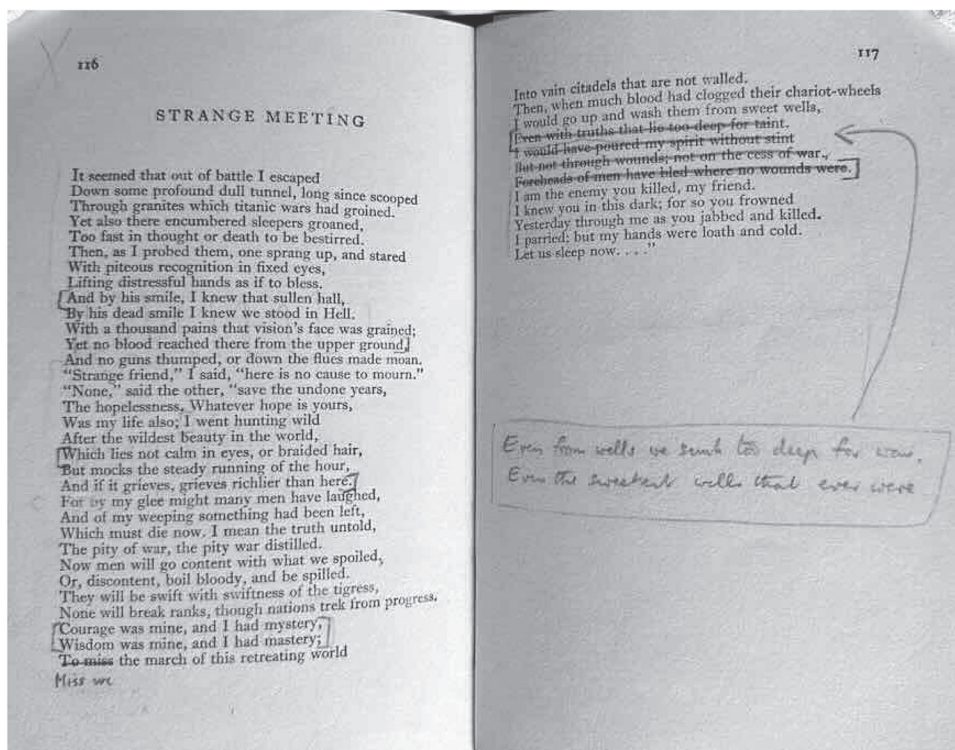 116
STRANGE MEETING
It seemed that out of battle I escaped
Down some profound dull tunnel, long since scooped
Through granites which titanic wars had groined.
Yet also there encumbered sleepers groaned,
Too fast in thought or death to be bestirred.
Then, as I probed them, one sprang up, and stared
With piteous recognition in fixed eyes,
Lifting distressful hands as if to bless.
And by his smile, I knew that sullen hall,
By his dead smile I knew we stood in Hell.
With a thousand pains that vision's face was grained;
Yet no blood reached there from the upper ground,
And no guns thumped, or down the flues made moan.
"Strange friend," I said, "here is no cause to mourn."
"None," said the other, "save the undone years,
The hopelessness. Whatever hope is yours,
Was my life also; I went hunting wild
After the wildest beauty in the world,
Which lies not calm in eyes, or braided hair,
But mocks the steady running of the hour,
And if it grieves, grieves richlier than here.
For by my glee might many men have laughed,
And of my weeping something had been left,
Which must die now. I mean the truth untold,
The pity of war, the pity war distilled.
Now men will go content with what we spoiled,
Or, discontent, boil bloody, and be spilled.
They will be swift with swiftness of the tigress,
None will break ranks, though nations trek from progress.
Courage was mine, and I had mystery,
Wisdom was mine, and I had mastery;
To miss the march of this retreating world
Miss we
117
Into vain citadels that are not walled.
Then, when much blood had clogged their chariot-wheels
I would go up and wash them from sweet wells,
Even with truths that lie too deep for taint.
I would have poured my spirit without stint
But not through wounds; not on the cess of war.
Foreheads of men have bled where no wounds were.
I am the enemy you killed, my friend.
I knew you in this dark; for so you frowned
Yesterday through me as you jabbed and killed.
I parried; but my hands were loath and cold.
Let us sleep now. . . ."
Even from wells we sunk too deep for war,
Even the sweetest wells that ever were